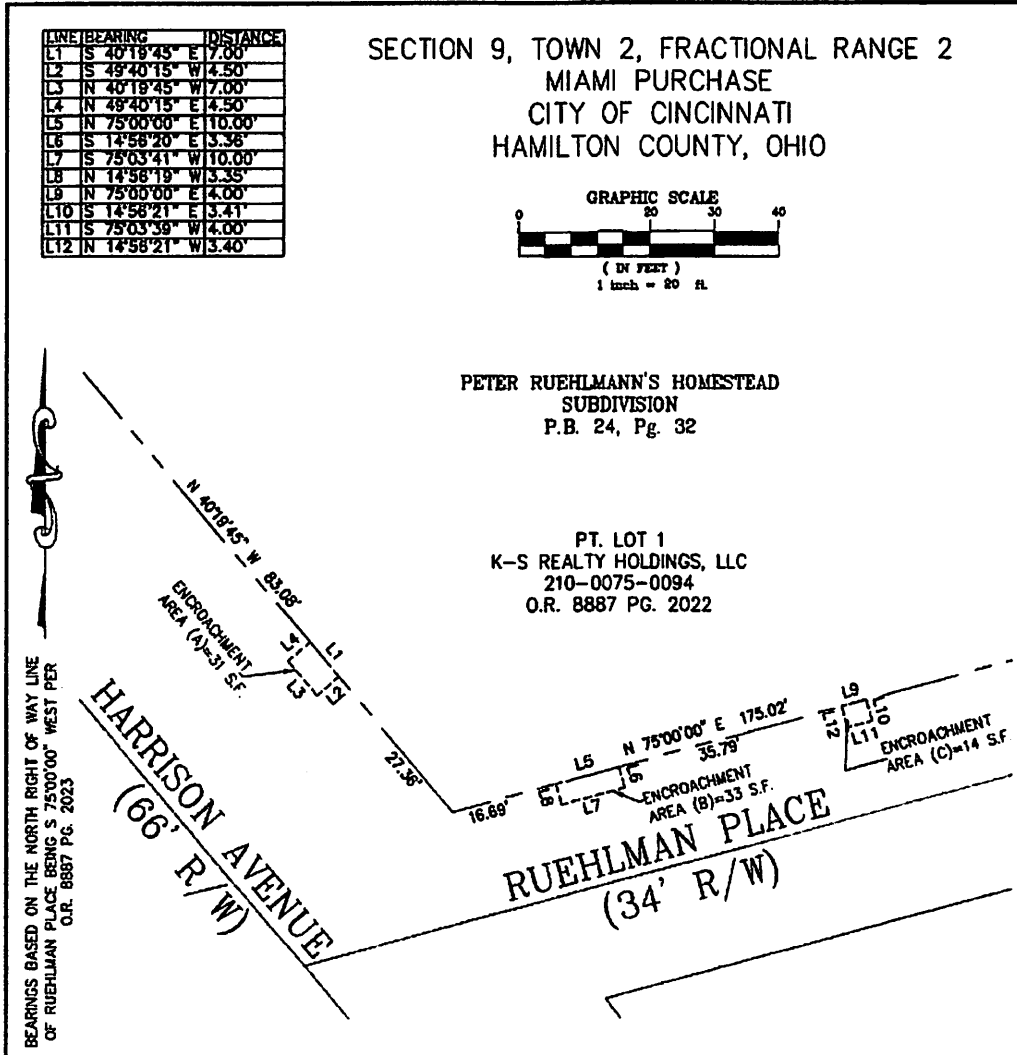 LINE BEARING DISTANCE
L1 S 40°19'45" E 7.00'
L2 S 49°40'15" W 4.50'
L3 N 40°19'45" W 7.00'
L4 N 49°40'15" E 4.50'
L5 N 75°00'00" E 10.00'
L6 S 14°56'20" E 3.36'
L7 S 75°03'41" W 10.00'
L8 N 14°56'19" W 3.35'
L9 N 75°00'00" E 4.00'
L10 S 14°56'21" E 3.41'
L11 S 75°03'39" W 4.00'
L12 N 14°56'21" W 3.40'
SECTION 9, TOWN 2, FRACTIONAL RANGE 2
MIAMI PURCHASE
CITY OF CINCINNATI
HAMILTON COUNTY, OHIO
GRAPHIC SCALE
0 20 30 40
( IN FEET )
1 inch = 20 ft.
PETER RUEHLMANN'S HOMESTEAD
SUBDIVISION
P.B. 24, Pg. 32
PT. LOT 1
K-S REALTY HOLDINGS, LLC
210-0075-0094
O.R. 8887 PG. 2022
N 40°19'45" W 83.08'
ENCROACHMENT
AREA (A)=31 S.F.
L4
L1
L3
L2
27.36'
HARRISON AVENUE
(66' R/W)
16.69'
L5
L8
L7
L6
N 75°00'00" E 175.02'
35.79'
ENCROACHMENT
AREA (B)=33 S.F.
L9
L12
L11
L10
ENCROACHMENT
AREA (C)=14 S.F.
RUEHLMAN PLACE
(34' R/W)
BEARINGS BASED ON THE NORTH RIGHT OF WAY LINE
OF RUEHLMAN PLACE BEING S 75°00'00" WEST PER
O.R. 8887 PG. 2023